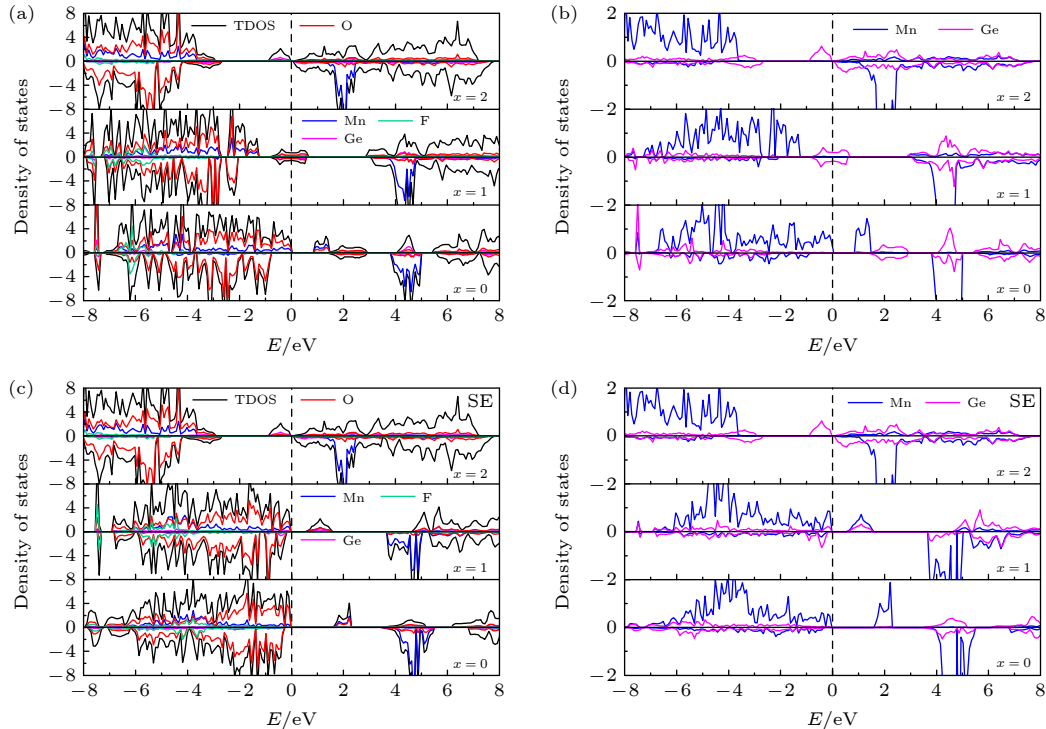 (a)
8
4
0
−4
8
4
0
−4
8
4
0
−4
−8
TDOS
O
Mn
F
Ge
x = 2
x = 1
x = 0
Density of states
−8 −6 −4 −2 0 2 4 6 8
E/eV
(b)
2
0
−2
0
−2
2
0
−2
Mn
Ge
x = 2
x = 1
x = 0
Density of states
−8 −6 −4 −2 0 2 4 6 8
E/eV
(c)
8
4
0
−4
8
4
0
−4
8
4
0
−4
−8
TDOS
O
SE
Mn
F
Ge
x = 2
x = 1
x = 0
Density of states
−8 −6 −4 −2 0 2 4 6 8
E/eV
(d)
2
0
−2
0
−2
0
−2
Mn
Ge
SE
x = 2
x = 1
x = 0
Density of states
−8 −6 −4 −2 0 2 4 6 8
E/eV